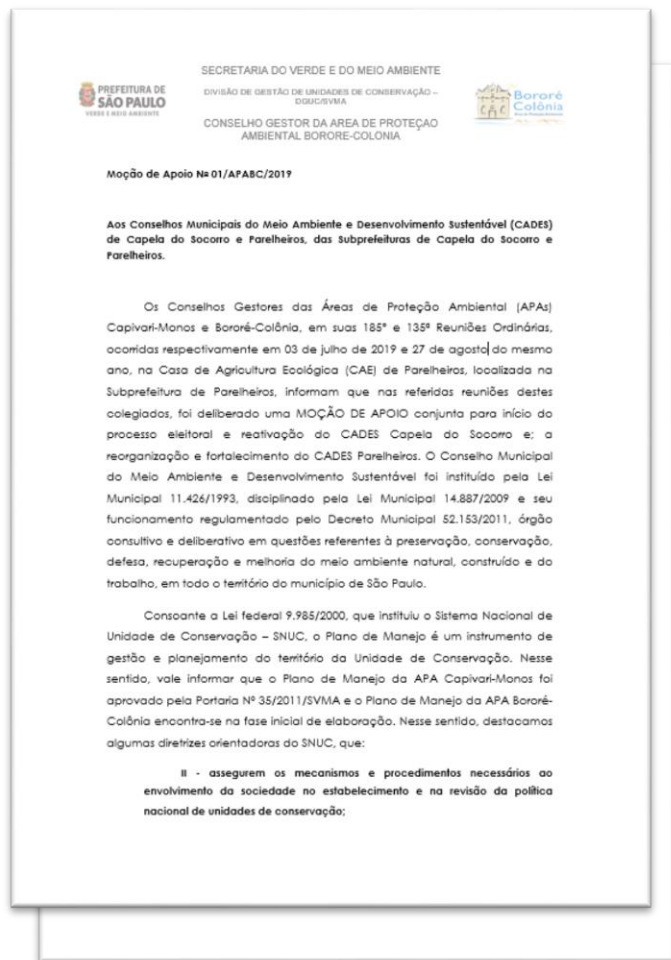 SECRETARIA DO VERDE E DO MEIO AMBIENTE
DIVISÃO DE GESTÃO DE UNIDADES DE CONSERVAÇÃO –
DGUC/SVMA
CONSELHO GESTOR DA AREA DE PROTEÇAO
AMBIENTAL BORORE-COLONIA
PREFEITURA DE
SÃO PAULO
VERDE E MEIO AMBIENTE
Bororé
Colônia
Área de Proteção Ambiental
Moção de Apoio Nº 01/APABC/2019
Aos Conselhos Municipais do Meio Ambiente e Desenvolvimento Sustentável (CADES)
de Capela do Socorro e Parelheiros, das Subprefeituras de Capela do Socorro e
Parelheiros.
Os Conselhos Gestores das Áreas de Proteção Ambiental (APAs)
Capivari-Monos e Bororé-Colônia, em suas 185ª e 135ª Reuniões Ordinárias,
ocorridas respectivamente em 03 de julho de 2019 e 27 de agosto do mesmo
ano, na Casa de Agricultura Ecológica (CAE) de Parelheiros, localizada na
Subprefeitura de Parelheiros, informam que nas referidas reuniões destes
colegiados, foi deliberado uma MOÇÃO DE APOIO conjunta para início do
processo eleitoral e reativação do CADES Capela do Socorro e; a
reorganização e fortalecimento do CADES Parelheiros. O Conselho Municipal
do Meio Ambiente e Desenvolvimento Sustentável foi instituído pela Lei
Municipal 11.426/1993, disciplinado pela Lei Municipal 14.887/2009 e seu
funcionamento regulamentado pelo Decreto Municipal 52.153/2011, órgão
consultivo e deliberativo em questões referentes à preservação, conservação,
defesa, recuperação e melhoria do meio ambiente natural, construído e do
trabalho, em todo o território do município de São Paulo.
Consoante a Lei federal 9.985/2000, que instituiu o Sistema Nacional de
Unidade de Conservação – SNUC, o Plano de Manejo é um instrumento de
gestão e planejamento do território da Unidade de Conservação. Nesse
sentido, vale informar que o Plano de Manejo da APA Capivari-Monos foi
aprovado pela Portaria Nº 35/2011/SVMA e o Plano de Manejo da APA Bororé-
Colônia encontra-se na fase inicial de elaboração. Nesse sentido, destacamos
algumas diretrizes orientadoras do SNUC, que:
II - assegurem os mecanismos e procedimentos necessários ao
envolvimento da sociedade no estabelecimento e na revisão da política
nacional de unidades de conservação;